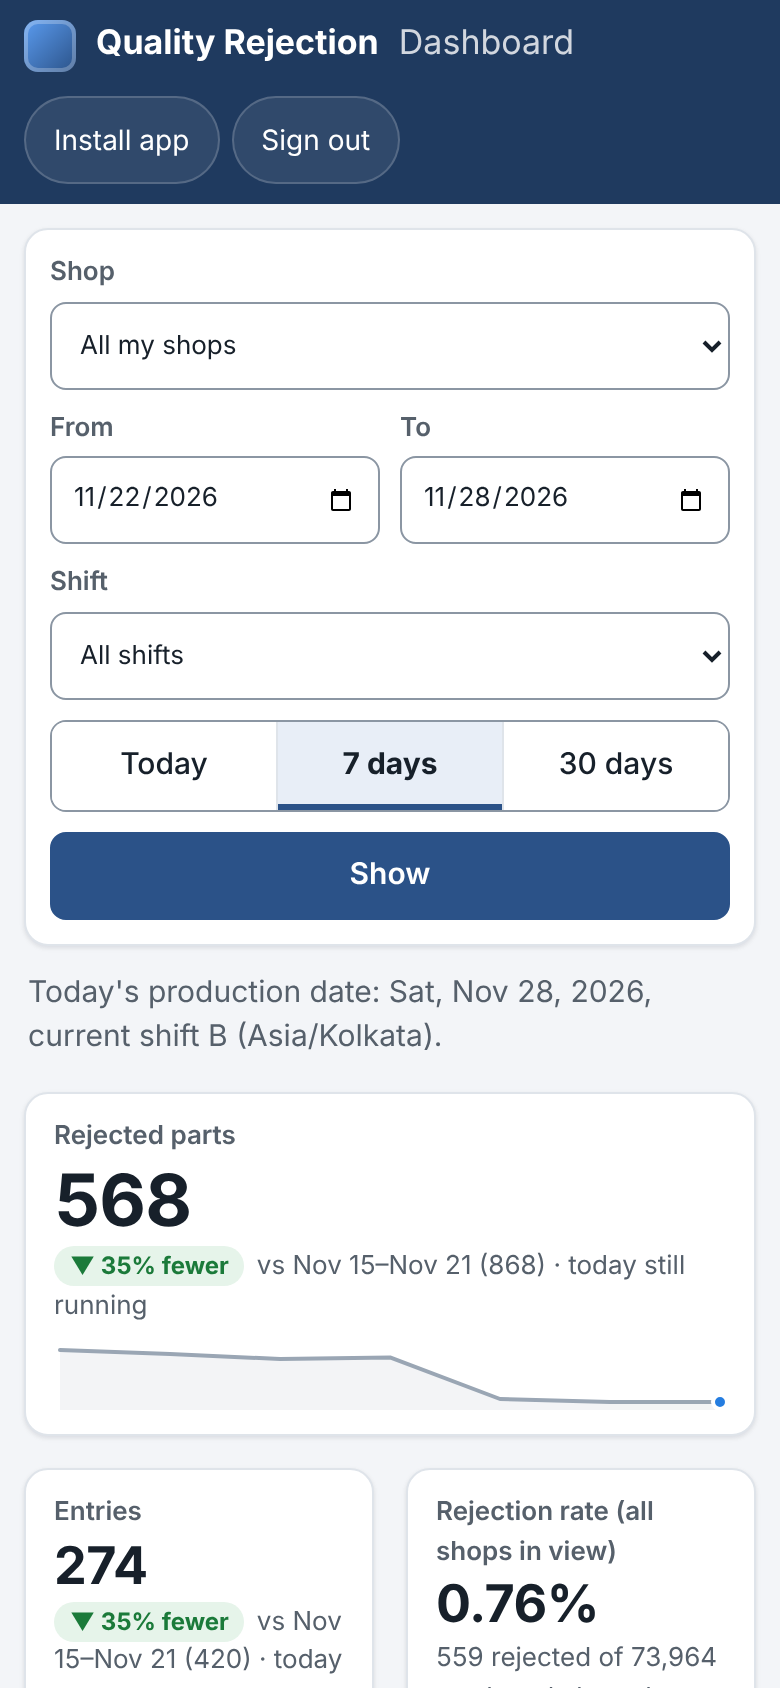 Quality Rejection Dashboard
Install app
Sign out
Shop
All my shops
From
To
11/22/2026
11/28/2026
Shift
All shifts
Today
7 days
30 days
Show
Today's production date: Sat, Nov 28, 2026,
current shift B (Asia/Kolkata).
Rejected parts
568
▼ 35% fewer vs Nov 15–Nov 21 (868) · today still
running
Entries
274
▼ 35% fewer vs Nov
15–Nov 21 (420) · today
Rejection rate (all
shops in view)
0.76%
559 rejected of 73,964